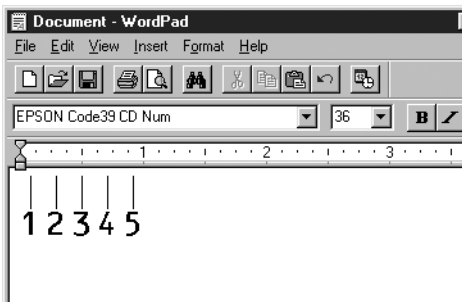 Document - WordPad
File Edit View Insert Format Help
EPSON Code39 CD Num 36 B I
1 2 3
1 2 3 4 5